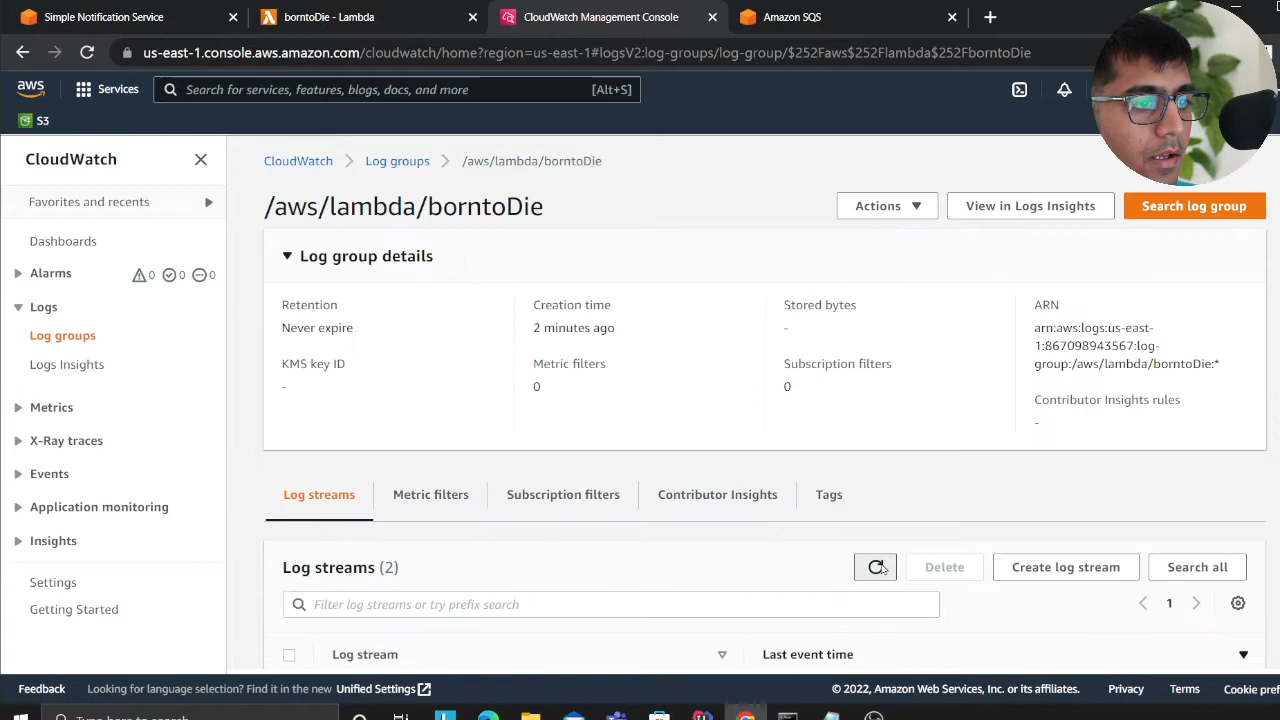 Simple Notification Service
borntoDie - Lambda
CloudWatch Management Console
Amazon SQS
us-east-1.console.aws.amazon.com/cloudwatch/home?region=us-east-1#logsV2:log-groups/log-group/$252Faws$252Flambda$252FborntoDie
aws
Services
Search for services, features, blogs, docs, and more
[Alt+S]
S3
CloudWatch
Favorites and recents
Dashboards
Alarms
0
0
0
Logs
Log groups
Logs Insights
Metrics
X-Ray traces
Events
Application monitoring
Insights
Settings
Getting Started
CloudWatch
Log groups
/aws/lambda/borntoDie
/aws/lambda/borntoDie
Actions
View in Logs Insights
Search log group
Log group details
Retention
Never expire
KMS key ID
-
Creation time
2 minutes ago
Metric filters
0
Stored bytes
-
Subscription filters
0
ARN
arn:aws:logs:us-east-
1:867098943567:log-
group:/aws/lambda/borntoDie:*
Contributor Insights rules
-
Log streams
Metric filters
Subscription filters
Contributor Insights
Tags
Log streams (2)
Delete
Create log stream
Search all
Filter log streams or try prefix search
1
Log stream
Last event time
Feedback
Looking for language selection? Find it in the new Unified Settings
© 2022, Amazon Web Services, Inc. or its affiliates.
Privacy
Terms
Cookie pref
Type here to search